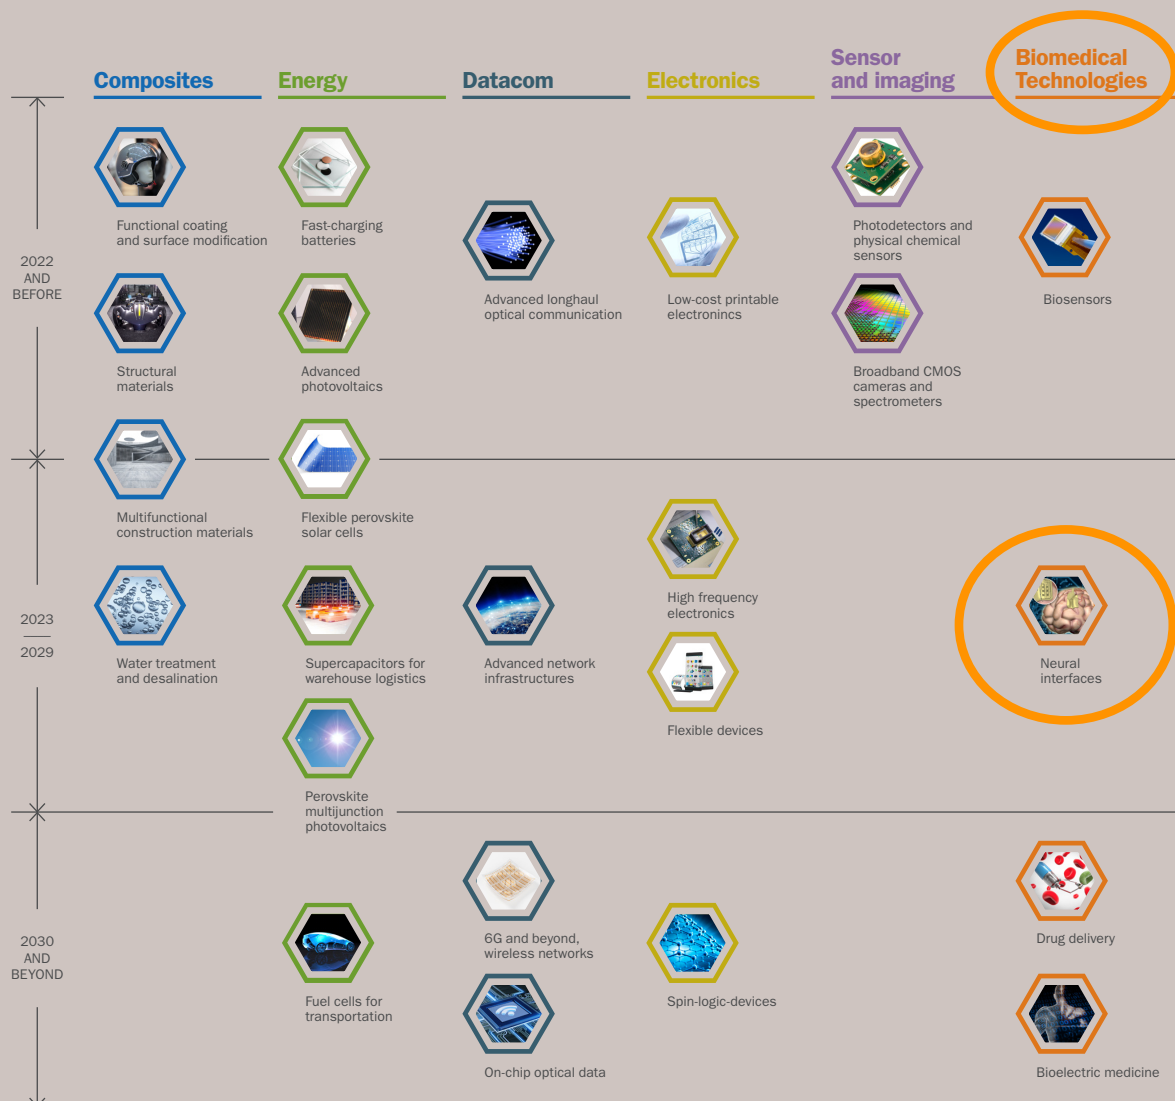 Composites
Energy
Datacom
Electronics
Sensor
and imaging
Biomedical
Technologies
2022
AND
BEFORE
Functional coating
and surface modification
Fast-charging
batteries
Advanced longhaul
optical communication
Low-cost printable
electronincs
Photodetectors and
physical chemical
sensors
Biosensors
Structural
materials
Advanced
photovoltaics
Broadband CMOS
cameras and
spectrometers
Multifunctional
construction materials
Flexible perovskite
solar cells
2023
2029
High frequency
electronics
Water treatment
and desalination
Supercapacitors for
warehouse logistics
Advanced network
infrastructures
Neural
interfaces
Flexible devices
Perovskite
multijunction
photovoltaics
2030
AND
BEYOND
6G and beyond,
wireless networks
Drug delivery
Fuel cells for
transportation
Spin-logic-devices
On-chip optical data
Bioelectric medicine